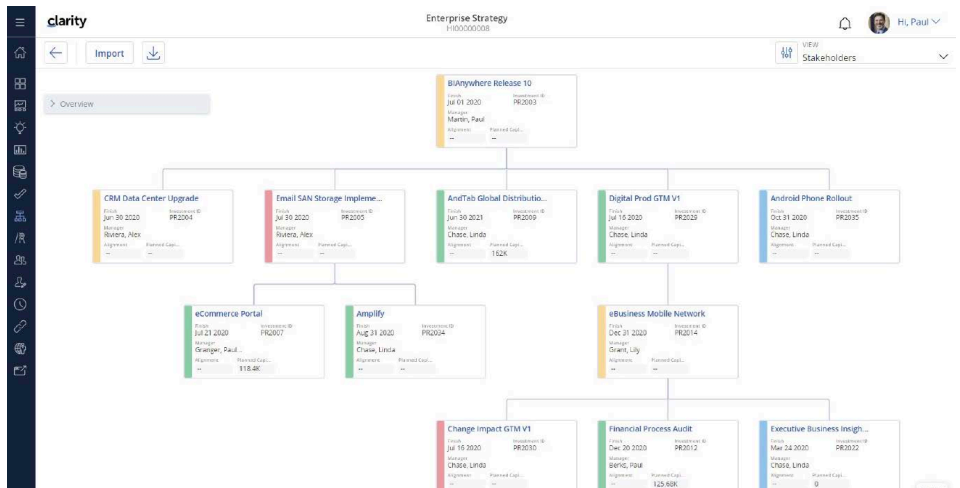 clarity
Enterprise Strategy
HI00000008
Hi, Paul
Import
VIEW
Stakeholders
Overview
BiAnywhere Release 10
Finish Investment ID
Jul 01 2020 PR2003
Manager
Martin, Paul
Alignment Planned Capi...
-- --
CRM Data Center Upgrade
Finish Investment ID
Jun 30 2020 PR2004
Manager
Riviera, Alex
Alignment Planned Capi...
-- --
Email SAN Storage Impleme...
Finish Investment ID
Jul 30 2020 PR2005
Manager
Riviera, Alex
Alignment Planned Capi...
-- --
AndTab Global Distributio...
Finish Investment ID
Jun 30 2021 PR2009
Manager
Chase, Linda
Alignment Planned Capi...
-- 162K
Digital Prod GTM V1
Finish Investment ID
Jul 16 2020 PR2029
Manager
Chase, Linda
Alignment Planned Capi...
-- --
Android Phone Rollout
Finish Investment ID
Oct 31 2020 PR2035
Manager
Chase, Linda
Alignment Planned Capi...
-- --
eCommerce Portal
Finish Investment ID
Jul 21 2020 PR2007
Manager
Granger, Paul
Alignment Planned Capi...
-- 118.4K
Amplify
Finish Investment ID
Aug 31 2020 PR2034
Manager
Chase, Linda
Alignment Planned Capi...
-- --
eBusiness Mobile Network
Finish Investment ID
Dec 31 2020 PR2014
Manager
Grant, Lily
Alignment Planned Capi...
-- --
Change Impact GTM V1
Finish Investment ID
Jul 16 2020 PR2030
Manager
Chase, Linda
Alignment Planned Capi...
-- --
Financial Process Audit
Finish Investment ID
Dec 20 2020 PR2012
Manager
Berks, Paul
Alignment Planned Capi...
-- 125.68K
Executive Business Insigh...
Finish Investment ID
Mar 24 2020 PR2022
Manager
Chase, Linda
Alignment Planned Capi...
-- 0